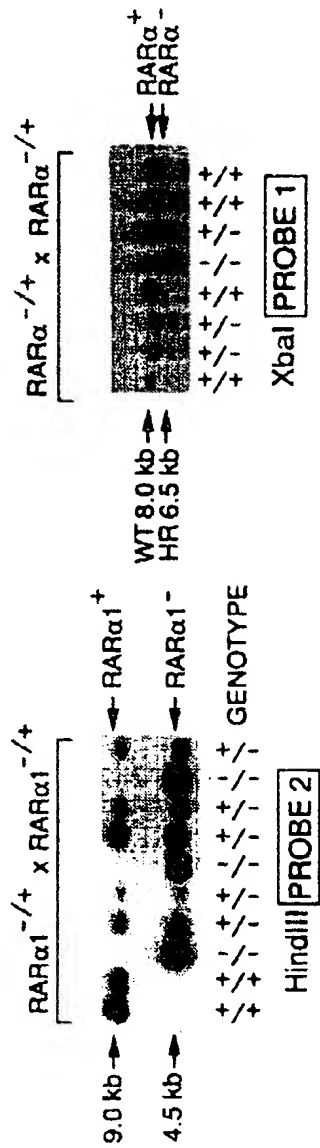 RARα1⁻/⁺ x RARα1⁻/⁺
9.0 kb
4.5 kb
RARα1⁺
RARα1⁻
+/+ +/+ -/- +/- +/- -/- +/- +/- -/- +/- GENOTYPE
HindIII PROBE 2
RARα⁻/⁺ x RARα⁻/⁺
WT 8.0 kb
HR 6.5 kb
RARα⁺
RARα⁻
+/+ +/- +/- +/+ -/- +/- +/+ +/+
XbaI PROBE 1